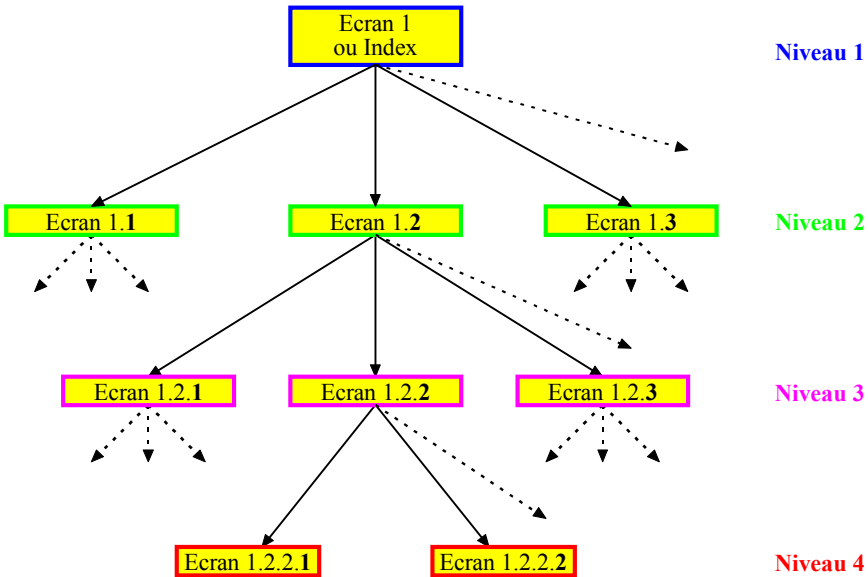 Ecran 1
ou Index
Niveau 1
Ecran 1.1
Ecran 1.2
Ecran 1.3
Niveau 2
Ecran 1.2.1
Ecran 1.2.2
Ecran 1.2.3
Niveau 3
Ecran 1.2.2.1
Ecran 1.2.2.2
Niveau 4